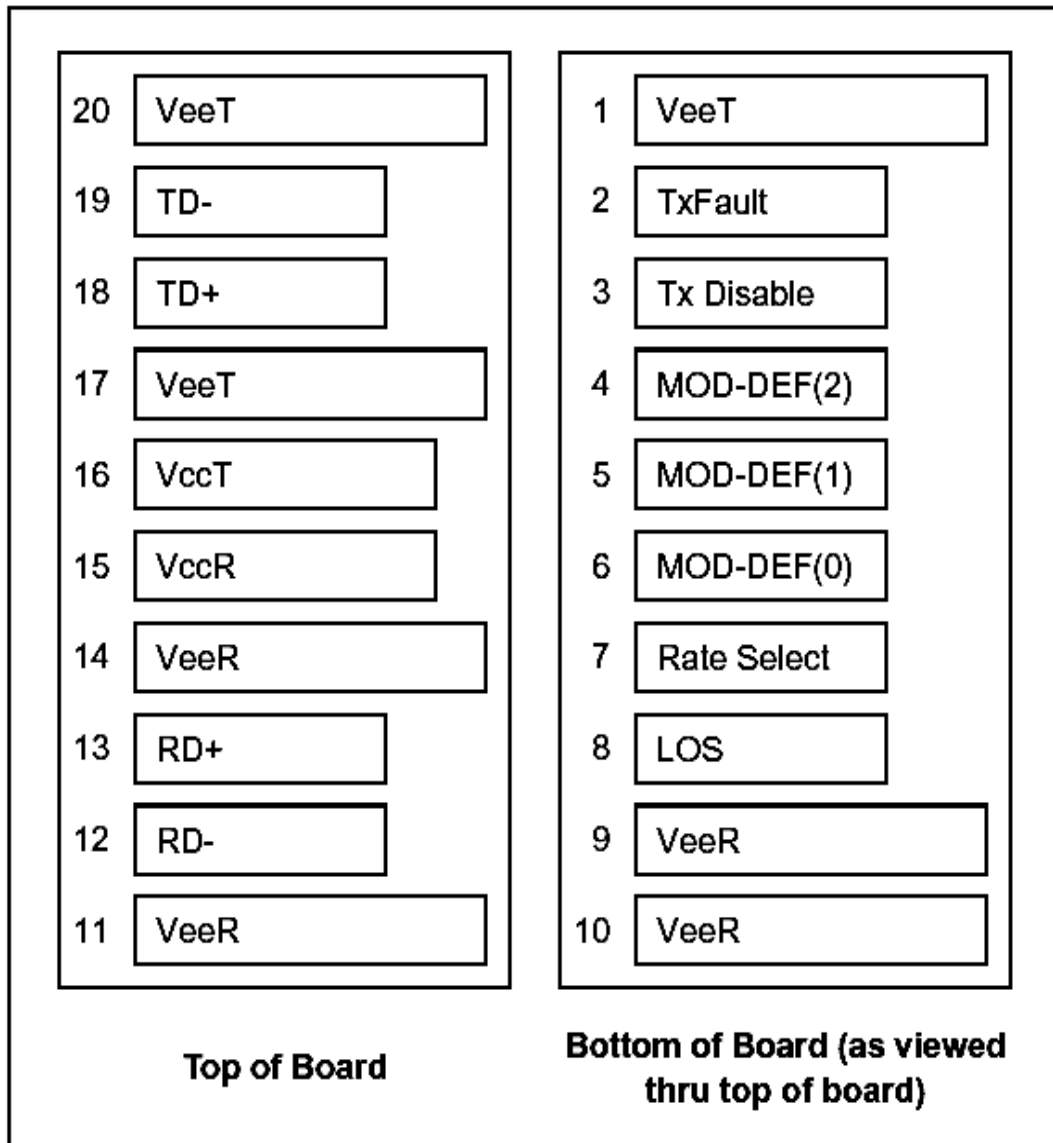 20 VeeT
19 TD-
18 TD+
17 VeeT
16 VccT
15 VccR
14 VeeR
13 RD+
12 RD-
11 VeeR
Top of Board
1 VeeT
2 TxFault
3 Tx Disable
4 MOD-DEF(2)
5 MOD-DEF(1)
6 MOD-DEF(0)
7 Rate Select
8 LOS
9 VeeR
10 VeeR
Bottom of Board (as viewed
thru top of board)